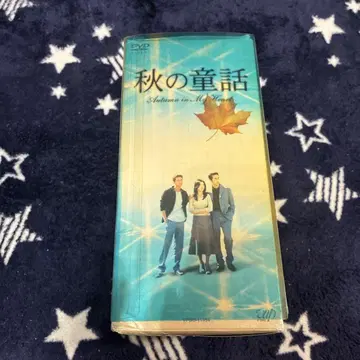 DVD
秋の童話
Autumn in My Heart
vap